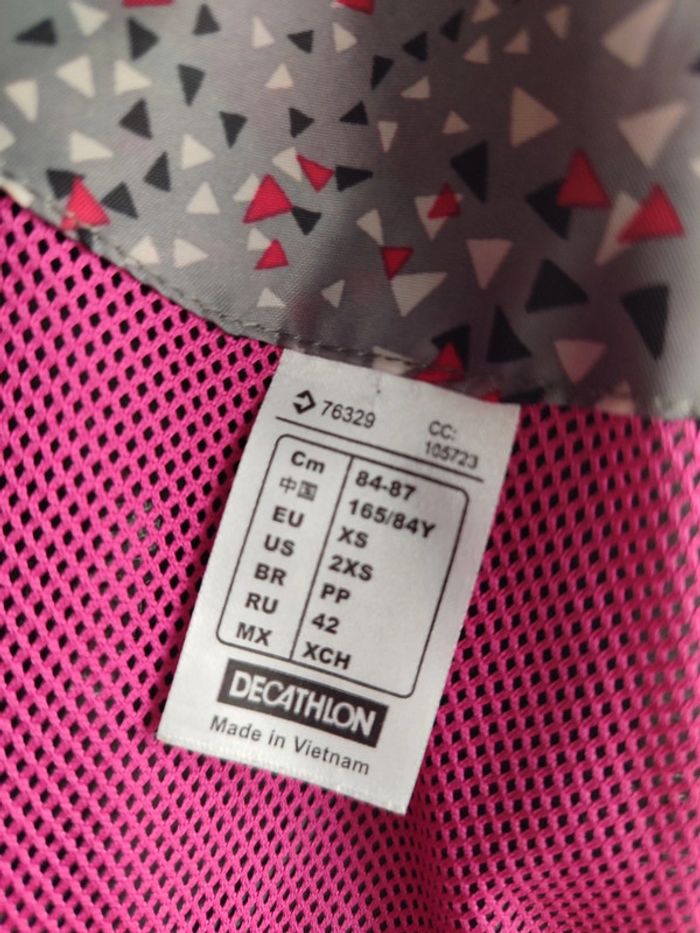 76329 CC: 105723
Cm 84-87
中国 165/84Y
EU XS
US 2XS
BR PP
RU 42
MX XCH
DECATHLON
Made in Vietnam